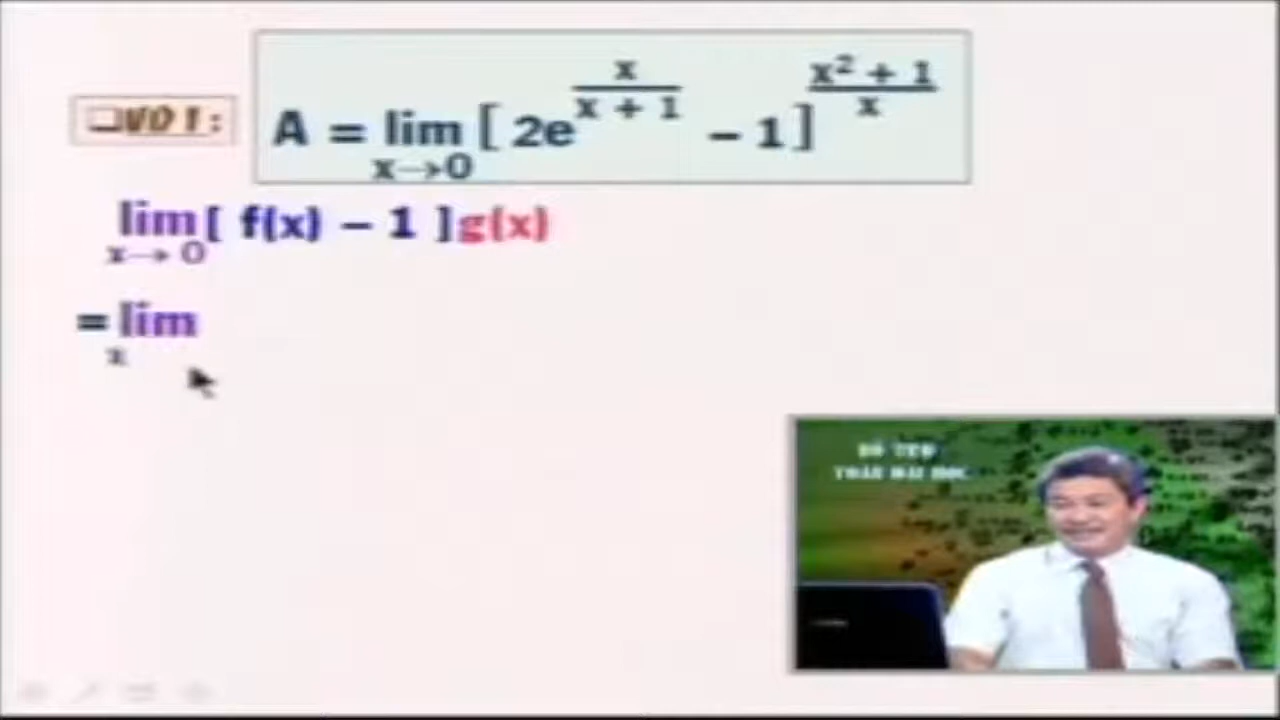 ❑VD 1 :
A = lim [ 2e^(x/(x + 1)) − 1 ]^((x² + 1)/x)
x→0
lim [ f(x) − 1 ]g(x)
x→ 0
= lim
x